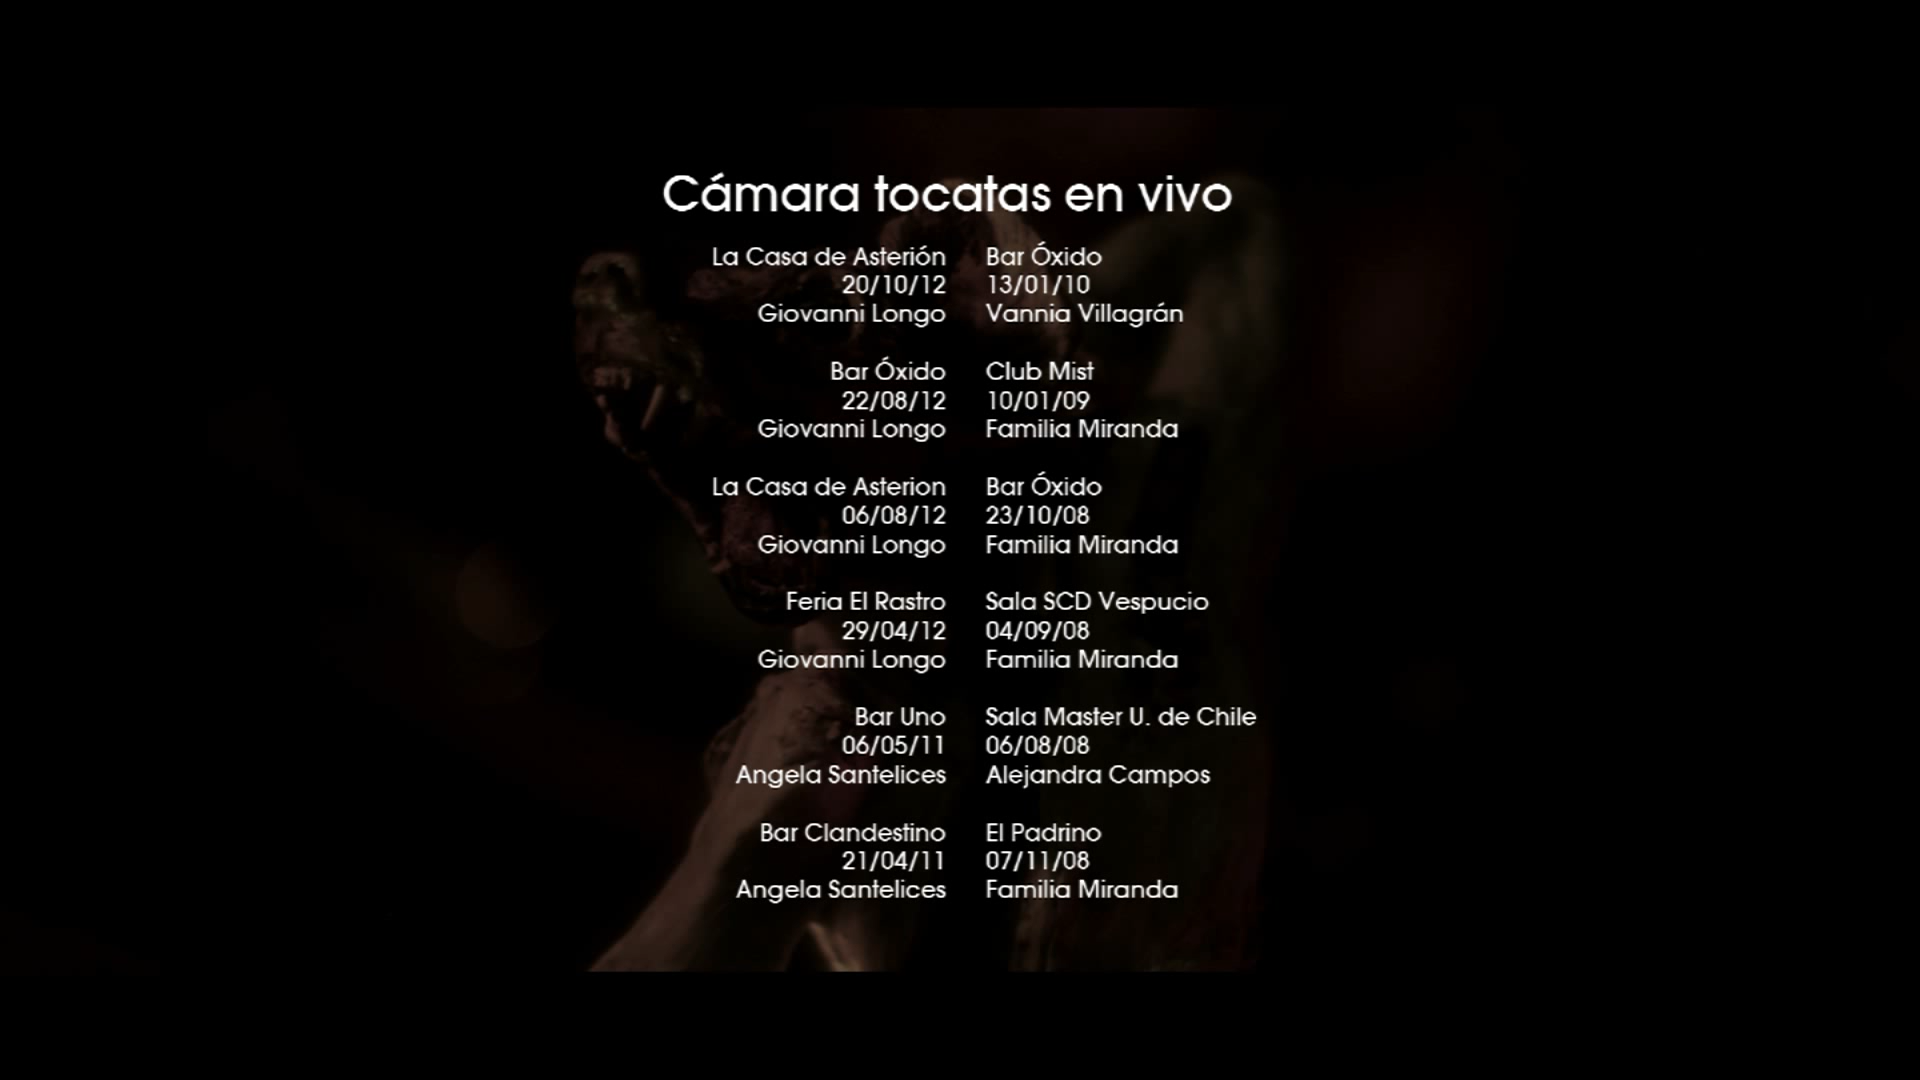 Cámara tocatas en vivo
La Casa de Asterión
20/10/12
Giovanni Longo
Bar Óxido
22/08/12
Giovanni Longo
La Casa de Asterion
06/08/12
Giovanni Longo
Feria El Rastro
29/04/12
Giovanni Longo
Bar Uno
06/05/11
Angela Santelices
Bar Clandestino
21/04/11
Angela Santelices
Bar Óxido
13/01/10
Vannia Villagrán
Club Mist
10/01/09
Familia Miranda
Bar Óxido
23/10/08
Familia Miranda
Sala SCD Vespucio
04/09/08
Familia Miranda
Sala Master U. de Chile
06/08/08
Alejandra Campos
El Padrino
07/11/08
Familia Miranda